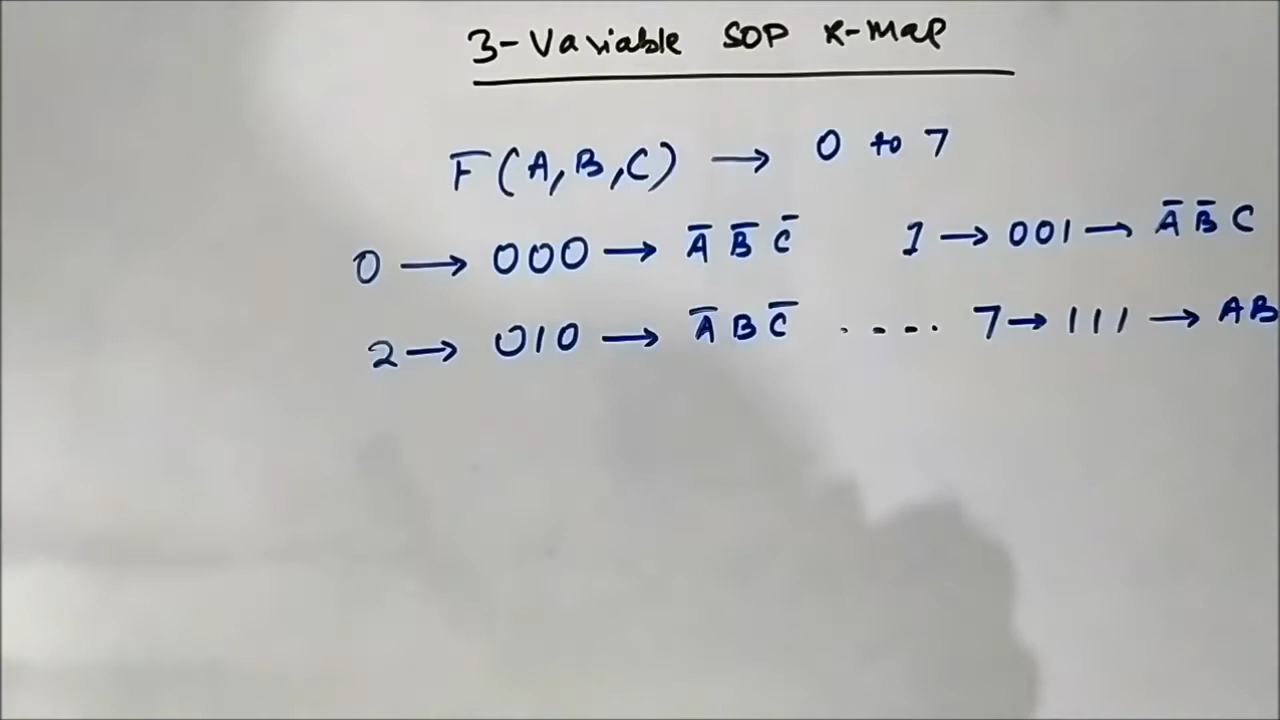 3-Variable SOP K-Map
F(A,B,C) → 0 to 7
0 → 000 → A̅ B̅ C̅ 1 → 001 → A̅ B̅ C
2 → 010 → A̅ B C̅ .... 7 → 111 → AB